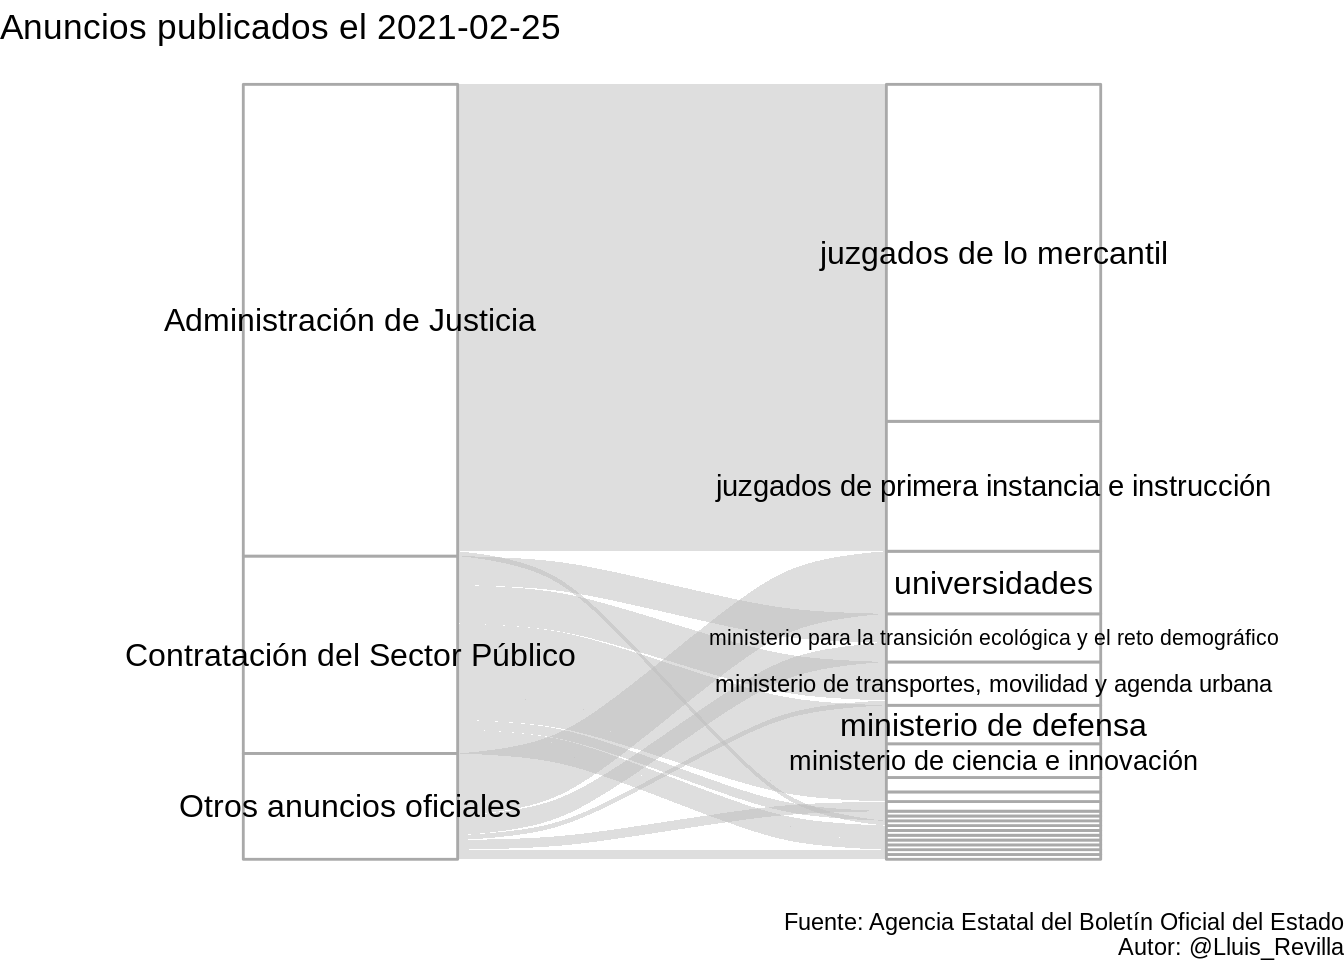 Anuncios publicados el 2021-02-25
juzgados de lo mercantil
Administración de Justicia
juzgados de primera instancia e instrucción
universidades
ministerio para la transición ecológica y el reto demográfico
Contratación del Sector Público
ministerio de transportes, movilidad y agenda urbana
ministerio de defensa
ministerio de ciencia e innovación
Otros anuncios oficiales
Fuente: Agencia Estatal del Boletín Oficial del Estado
Autor: @Lluis_Revilla